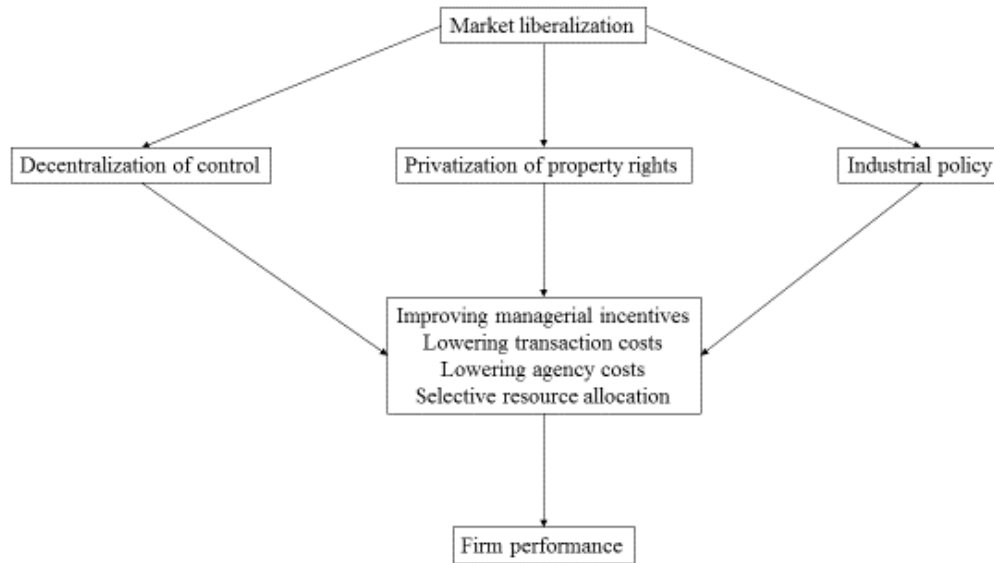 Market liberalization
Decentralization of control
Privatization of property rights
Industrial policy
Improving managerial incentives
Lowering transaction costs
Lowering agency costs
Selective resource allocation
Firm performance